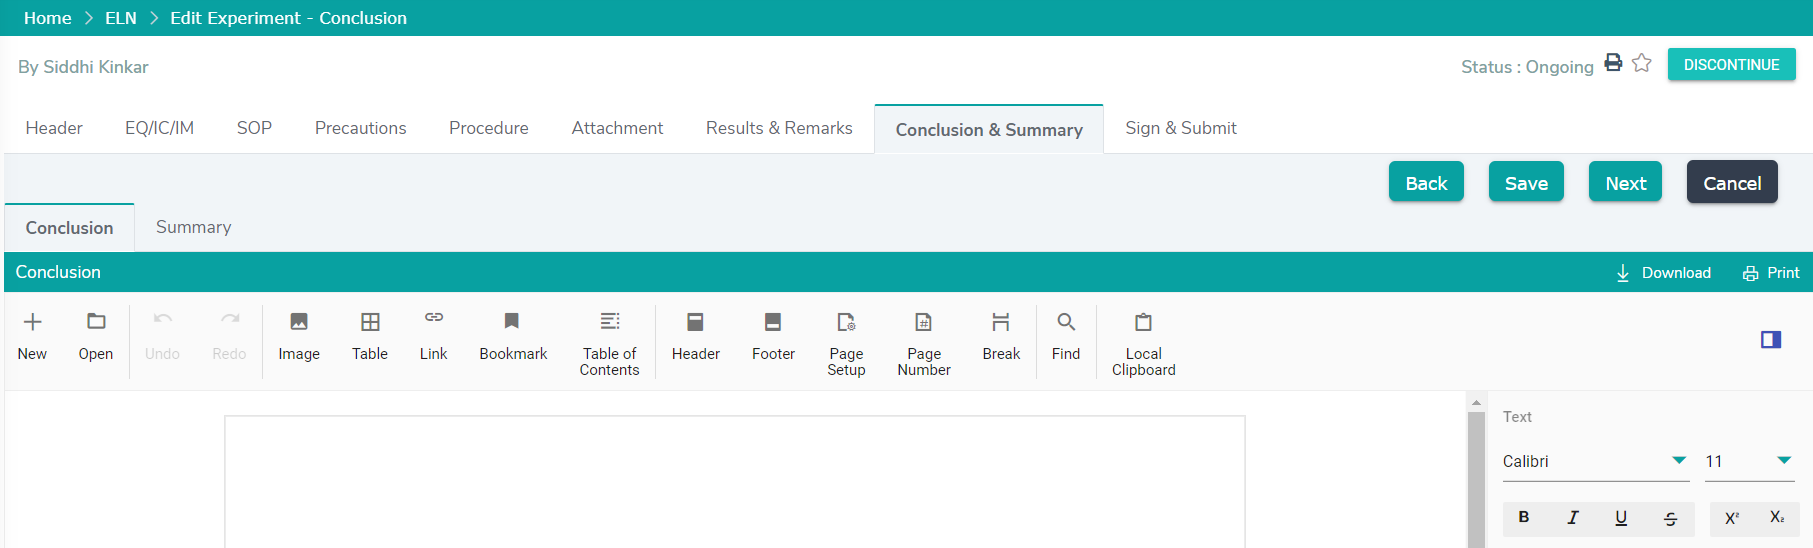 Home > ELN > Edit Experiment - Conclusion
By Siddhi Kinkar
Status : Ongoing
DISCONTINUE
Header EQ/IC/IM SOP Precautions Procedure Attachment Results & Remarks Conclusion & Summary Sign & Submit
Back Save Next Cancel
Conclusion Summary
Conclusion Download Print
New Open Undo Redo Image Table Link Bookmark Table of Contents Header Footer Page Setup Page Number Break Find Local Clipboard
Text
Calibri 11
B I U S X² X₂